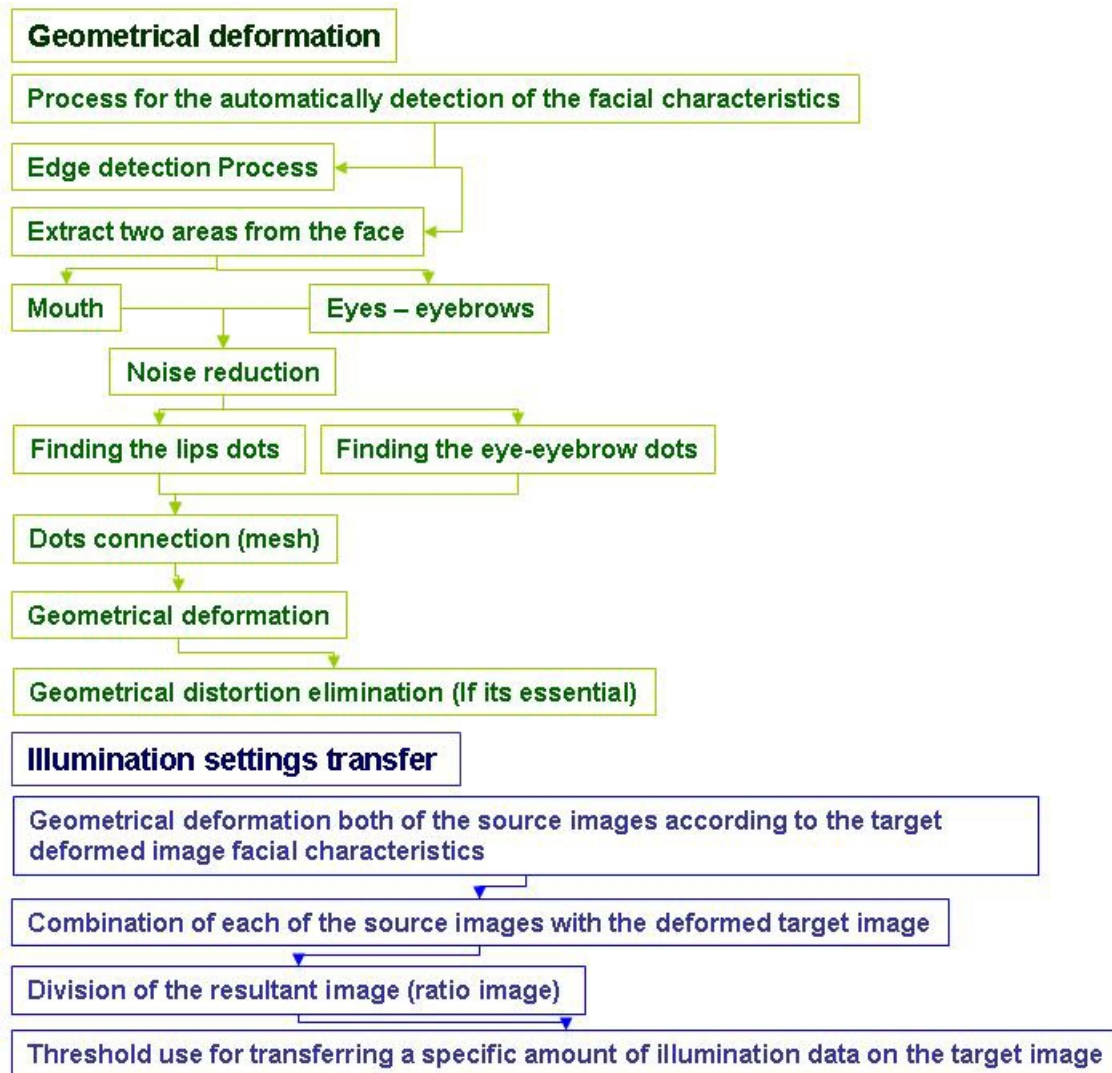 Geometrical deformation
Process for the automatically detection of the facial characteristics
Edge detection Process
Extract two areas from the face
Mouth
Eyes – eyebrows
Noise reduction
Finding the lips dots
Finding the eye-eyebrow dots
Dots connection (mesh)
Geometrical deformation
Geometrical distortion elimination (If its essential)
Illumination settings transfer
Geometrical deformation both of the source images according to the target
deformed image facial characteristics
Combination of each of the source images with the deformed target image
Division of the resultant image (ratio image)
Threshold use for transferring a specific amount of illumination data on the target image